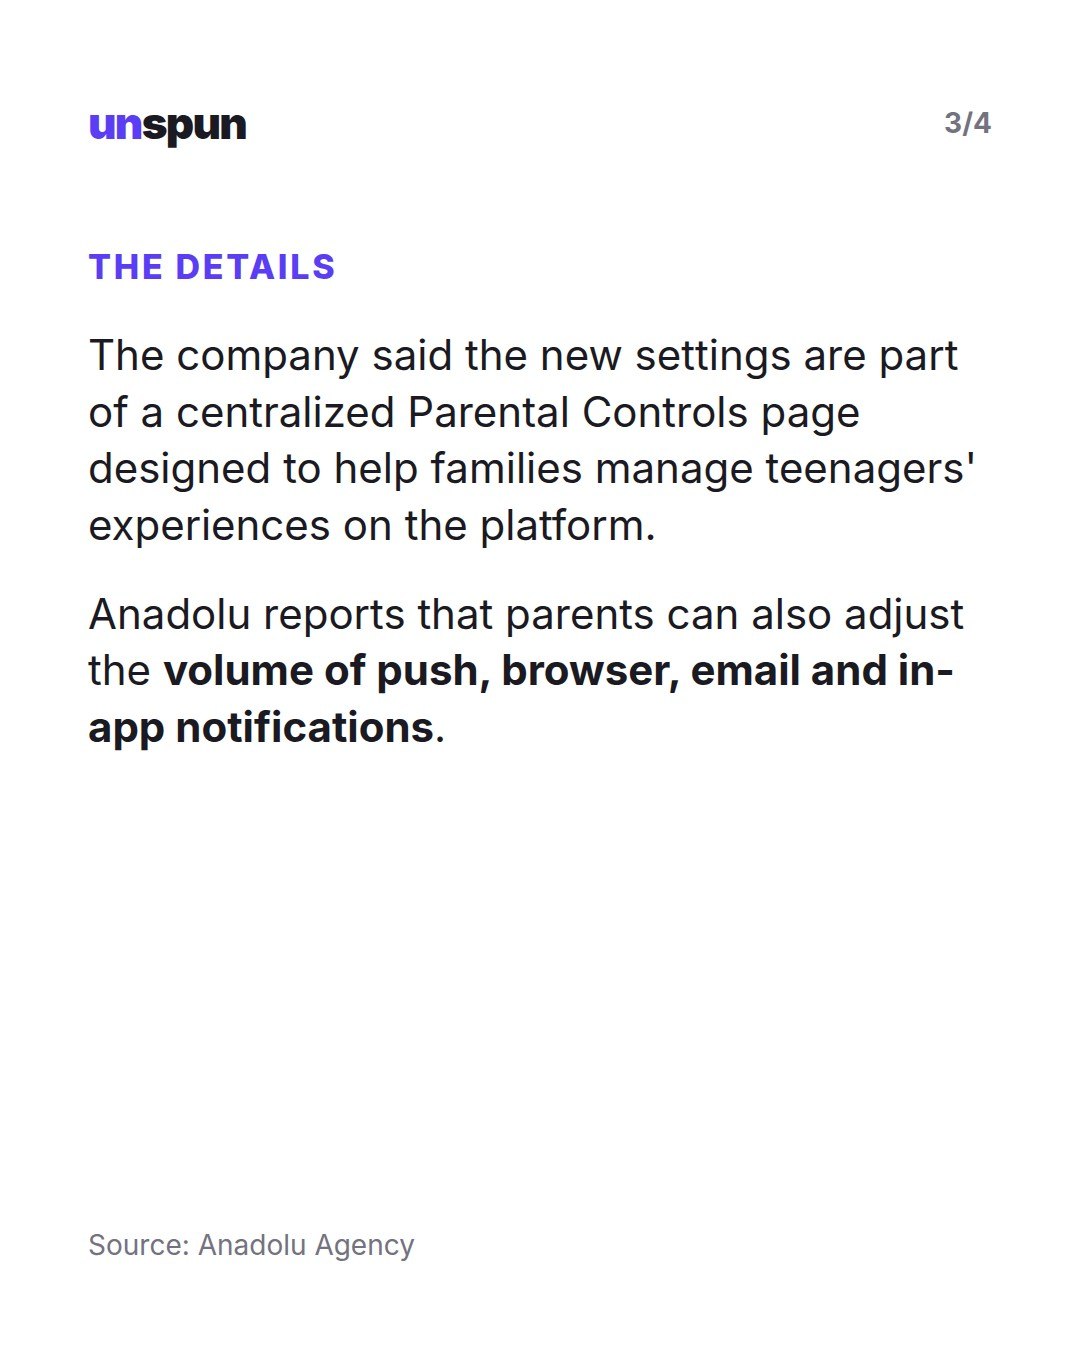 unspun
3/4
THE DETAILS
The company said the new settings are part
of a centralized Parental Controls page
designed to help families manage teenagers'
experiences on the platform.
Anadolu reports that parents can also adjust
the volume of push, browser, email and in-
app notifications.
Source: Anadolu Agency